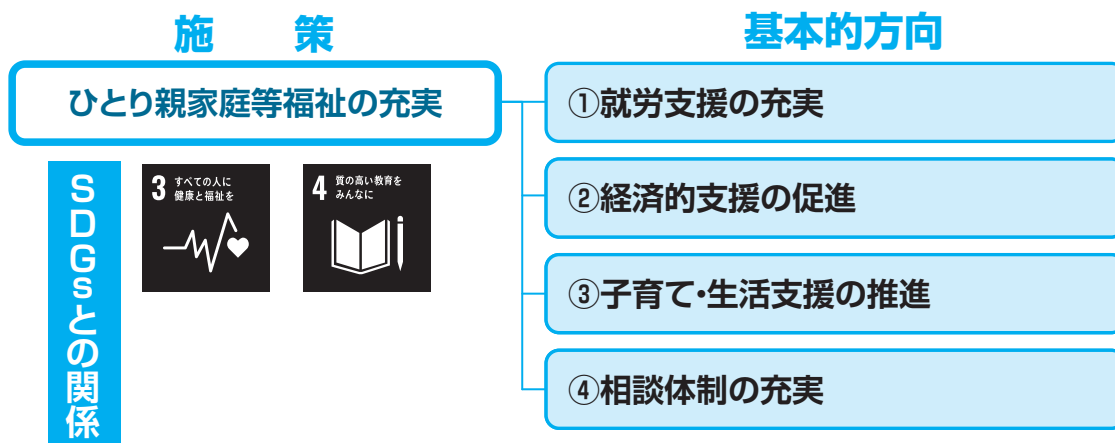 施　策
ひとり親家庭等福祉の充実
SDGsとの関係
3 すべての人に
健康と福祉を
4 質の高い教育を
みんなに
基本的方向
①就労支援の充実
②経済的支援の促進
③子育て・生活支援の推進
④相談体制の充実